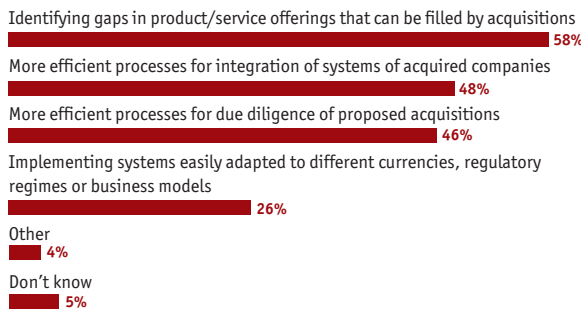 Identifying gaps in product/service offerings that can be filled by acquisitions
58%
More efficient processes for integration of systems of acquired companies
48%
More efficient processes for due diligence of proposed acquisitions
46%
Implementing systems easily adapted to different currencies, regulatory
regimes or business models
26%
Other
4%
Don't know
5%